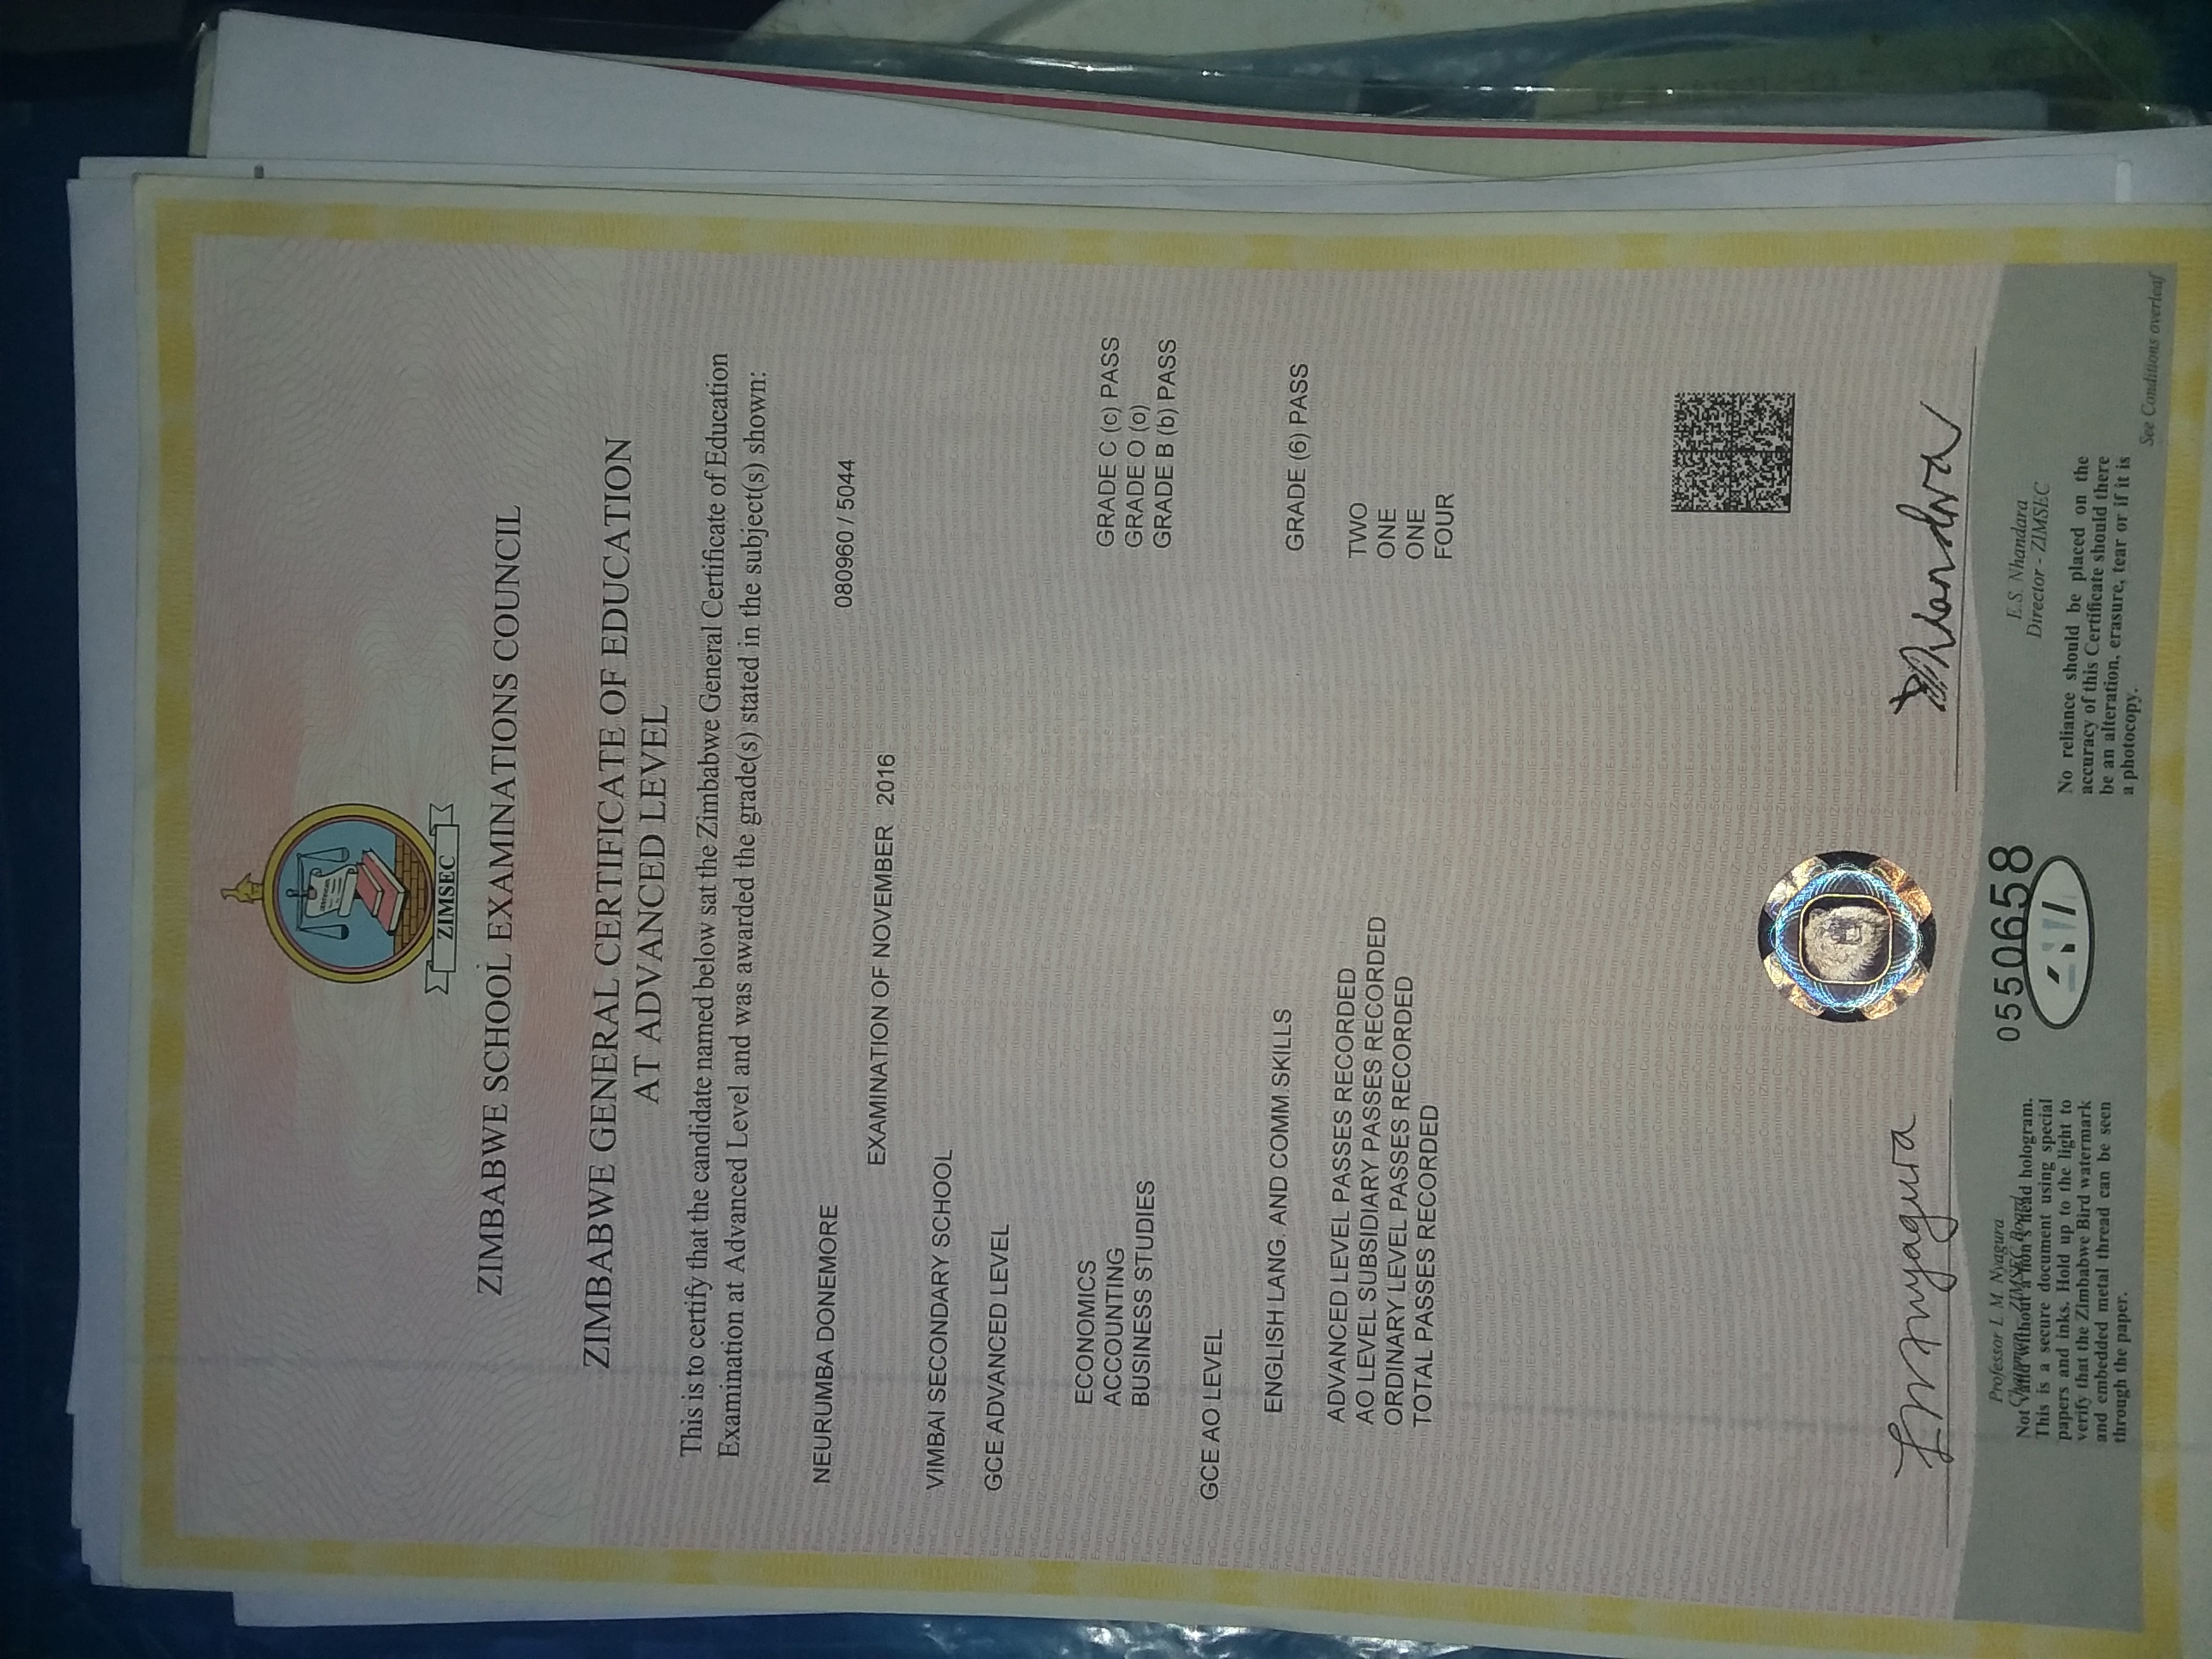 ZIMSEC
ZIMBABWE SCHOOL EXAMINATIONS COUNCIL
ZIMBABWE GENERAL CERTIFICATE OF EDUCATION
AT ADVANCED LEVEL
This is to certify that the candidate named below sat the Zimbabwe General Certificate of Education
Examination at Advanced Level and was awarded the grade(s) stated in the subject(s) shown:
NEURUMBA DONEMORE 080960 / 5044
EXAMINATION OF NOVEMBER 2016
VIMBAI SECONDARY SCHOOL
GCE ADVANCED LEVEL
ECONOMICS GRADE C (c) PASS
ACCOUNTING GRADE O (o)
BUSINESS STUDIES GRADE B (b) PASS
GCE AO LEVEL
ENGLISH LANG. AND COMM.SKILLS GRADE (6) PASS
ADVANCED LEVEL PASSES RECORDED TWO
AO LEVEL SUBSIDIARY PASSES RECORDED ONE
ORDINARY LEVEL PASSES RECORDED ONE
TOTAL PASSES RECORDED FOUR
Professor L. M. Nyagura
Chairman - ZIMSEC Board
Not valid without a lion's head hologram.
This is a secure document using special
papers and inks. Hold up to the light to
verify that the Zimbabwe Bird watermark
and embedded metal thread can be seen
through the paper.
0550658
E.S. Nhandara
Director - ZIMSEC
No reliance should be placed on the
accuracy of this Certificate should there
be an alteration, erasure, tear or if it is
a photocopy.
See Conditions overleaf